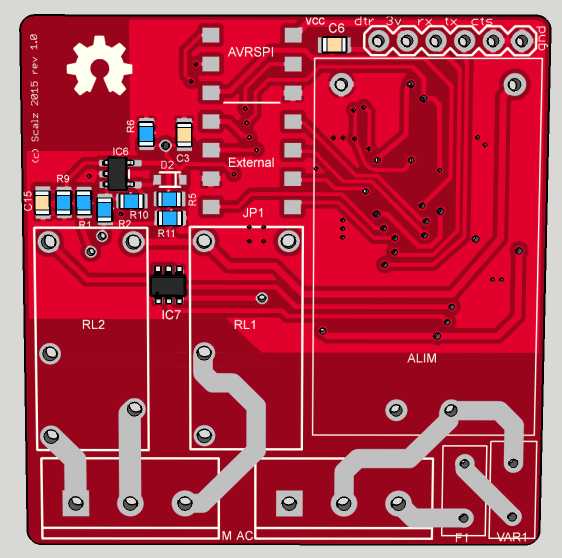 VCC
dtr 3v rx tx cts
gnd
C6
AVRSPI
(c) Scalz 2015 rev 1.0
R6
C3
IC6
External
D2
R9
C15
R5
R10
JP1
R1
R2
R11
IC7
RL2
RL1
ALIM
M AC
F1
VAR1